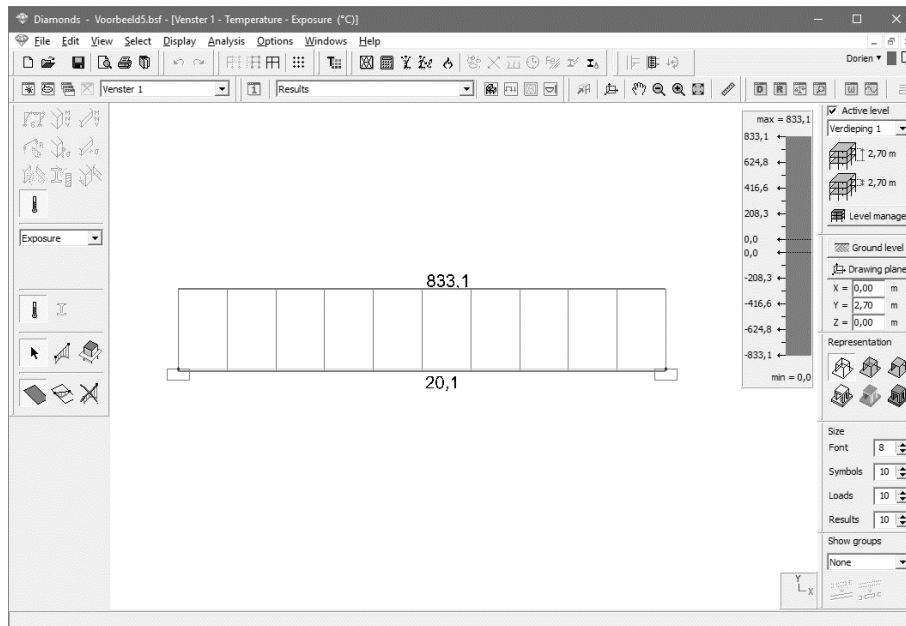 Diamonds - Voorbeeld5.bsf - [Venster 1 - Temperature - Exposure (°C)]
File Edit View Select Display Analysis Options Windows Help
Dorien
Venster 1
Results
Exposure
max = 833,1
833,1
624,8
416,6
208,3
0,0
0,0
-208,3
-416,6
-624,8
-833,1
min = 0,0
833,1
20,1
Active level
Verdieping 1
2,70 m
2,70 m
Level manage
Ground level
Drawing plane
X = 0,00 m
Y = 2,70 m
Z = 0,00 m
Representation
Size
Font 8
Symbols 10
Loads 10
Results 10
Show groups
None
Y
X